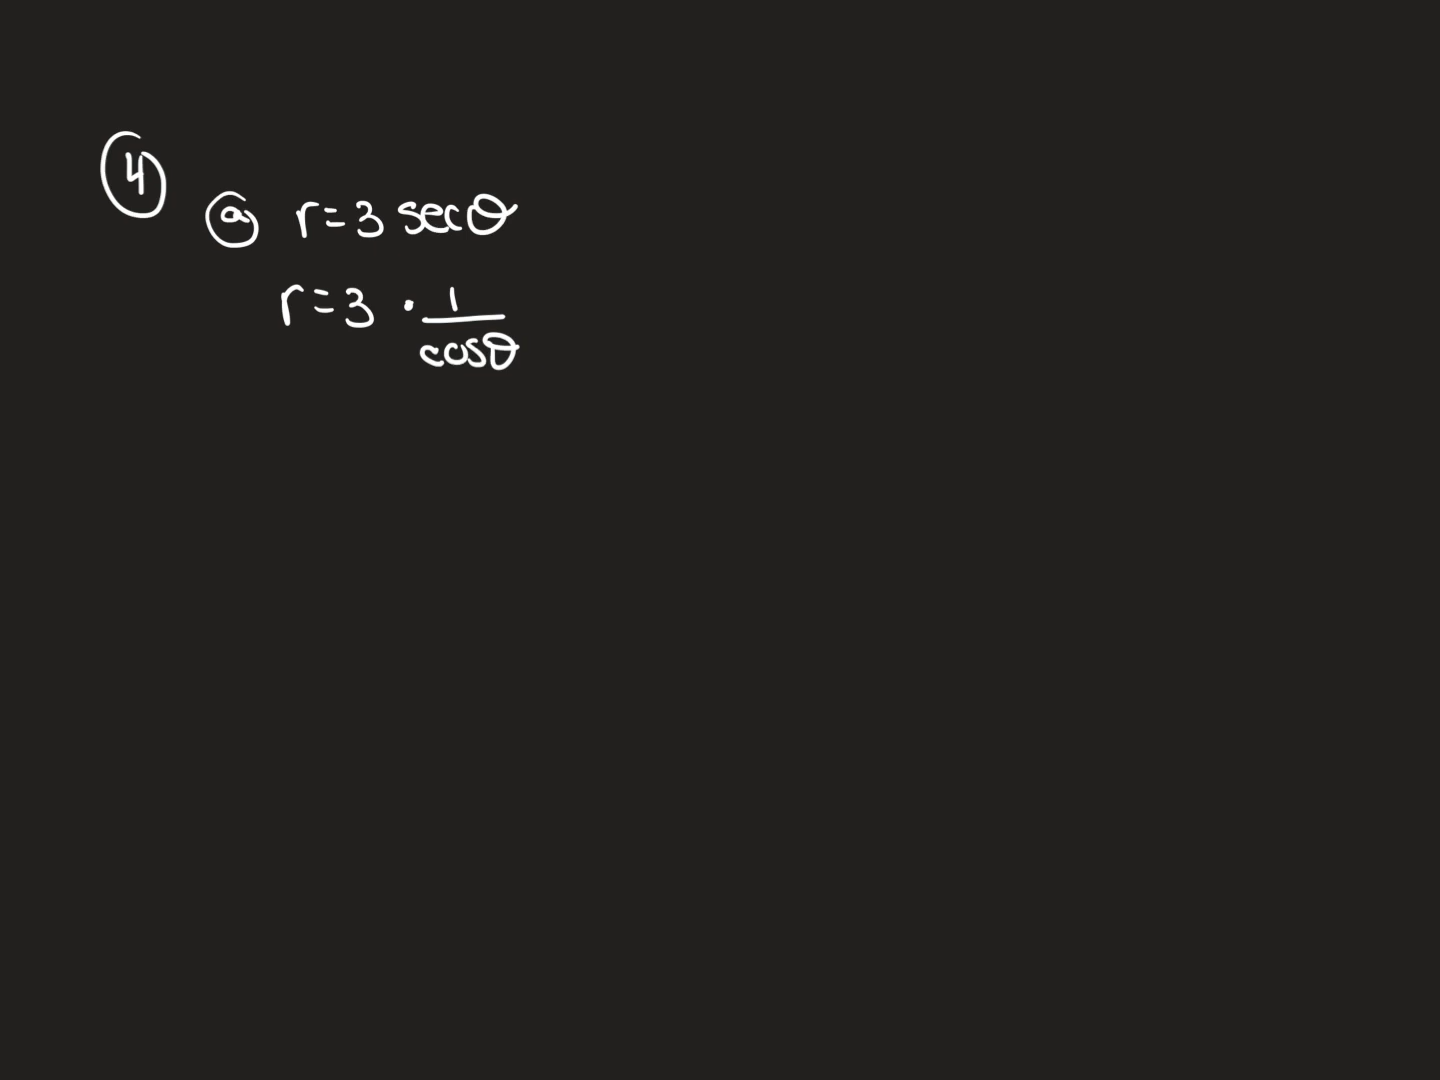 ④
ⓐ r = 3 secθ
r = 3 · 1/cosθ